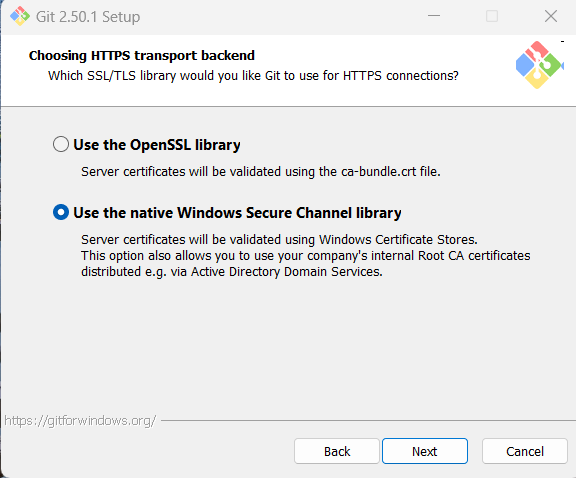 Git 2.50.1 Setup
Choosing HTTPS transport backend
Which SSL/TLS library would you like Git to use for HTTPS connections?
Use the OpenSSL library
Server certificates will be validated using the ca-bundle.crt file.
Use the native Windows Secure Channel library
Server certificates will be validated using Windows Certificate Stores.
This option also allows you to use your company's internal Root CA certificates
distributed e.g. via Active Directory Domain Services.
https://gitforwindows.org/
Back Next Cancel